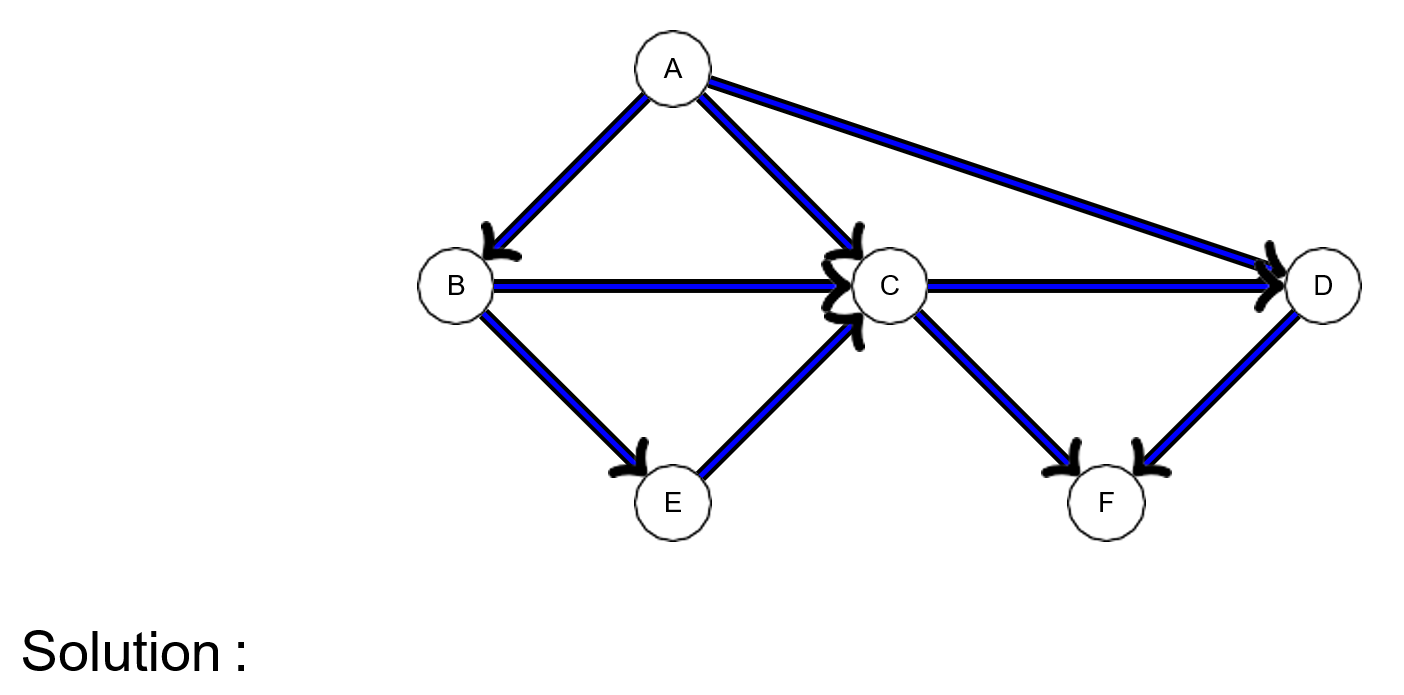 A
B C D
E F
Solution :